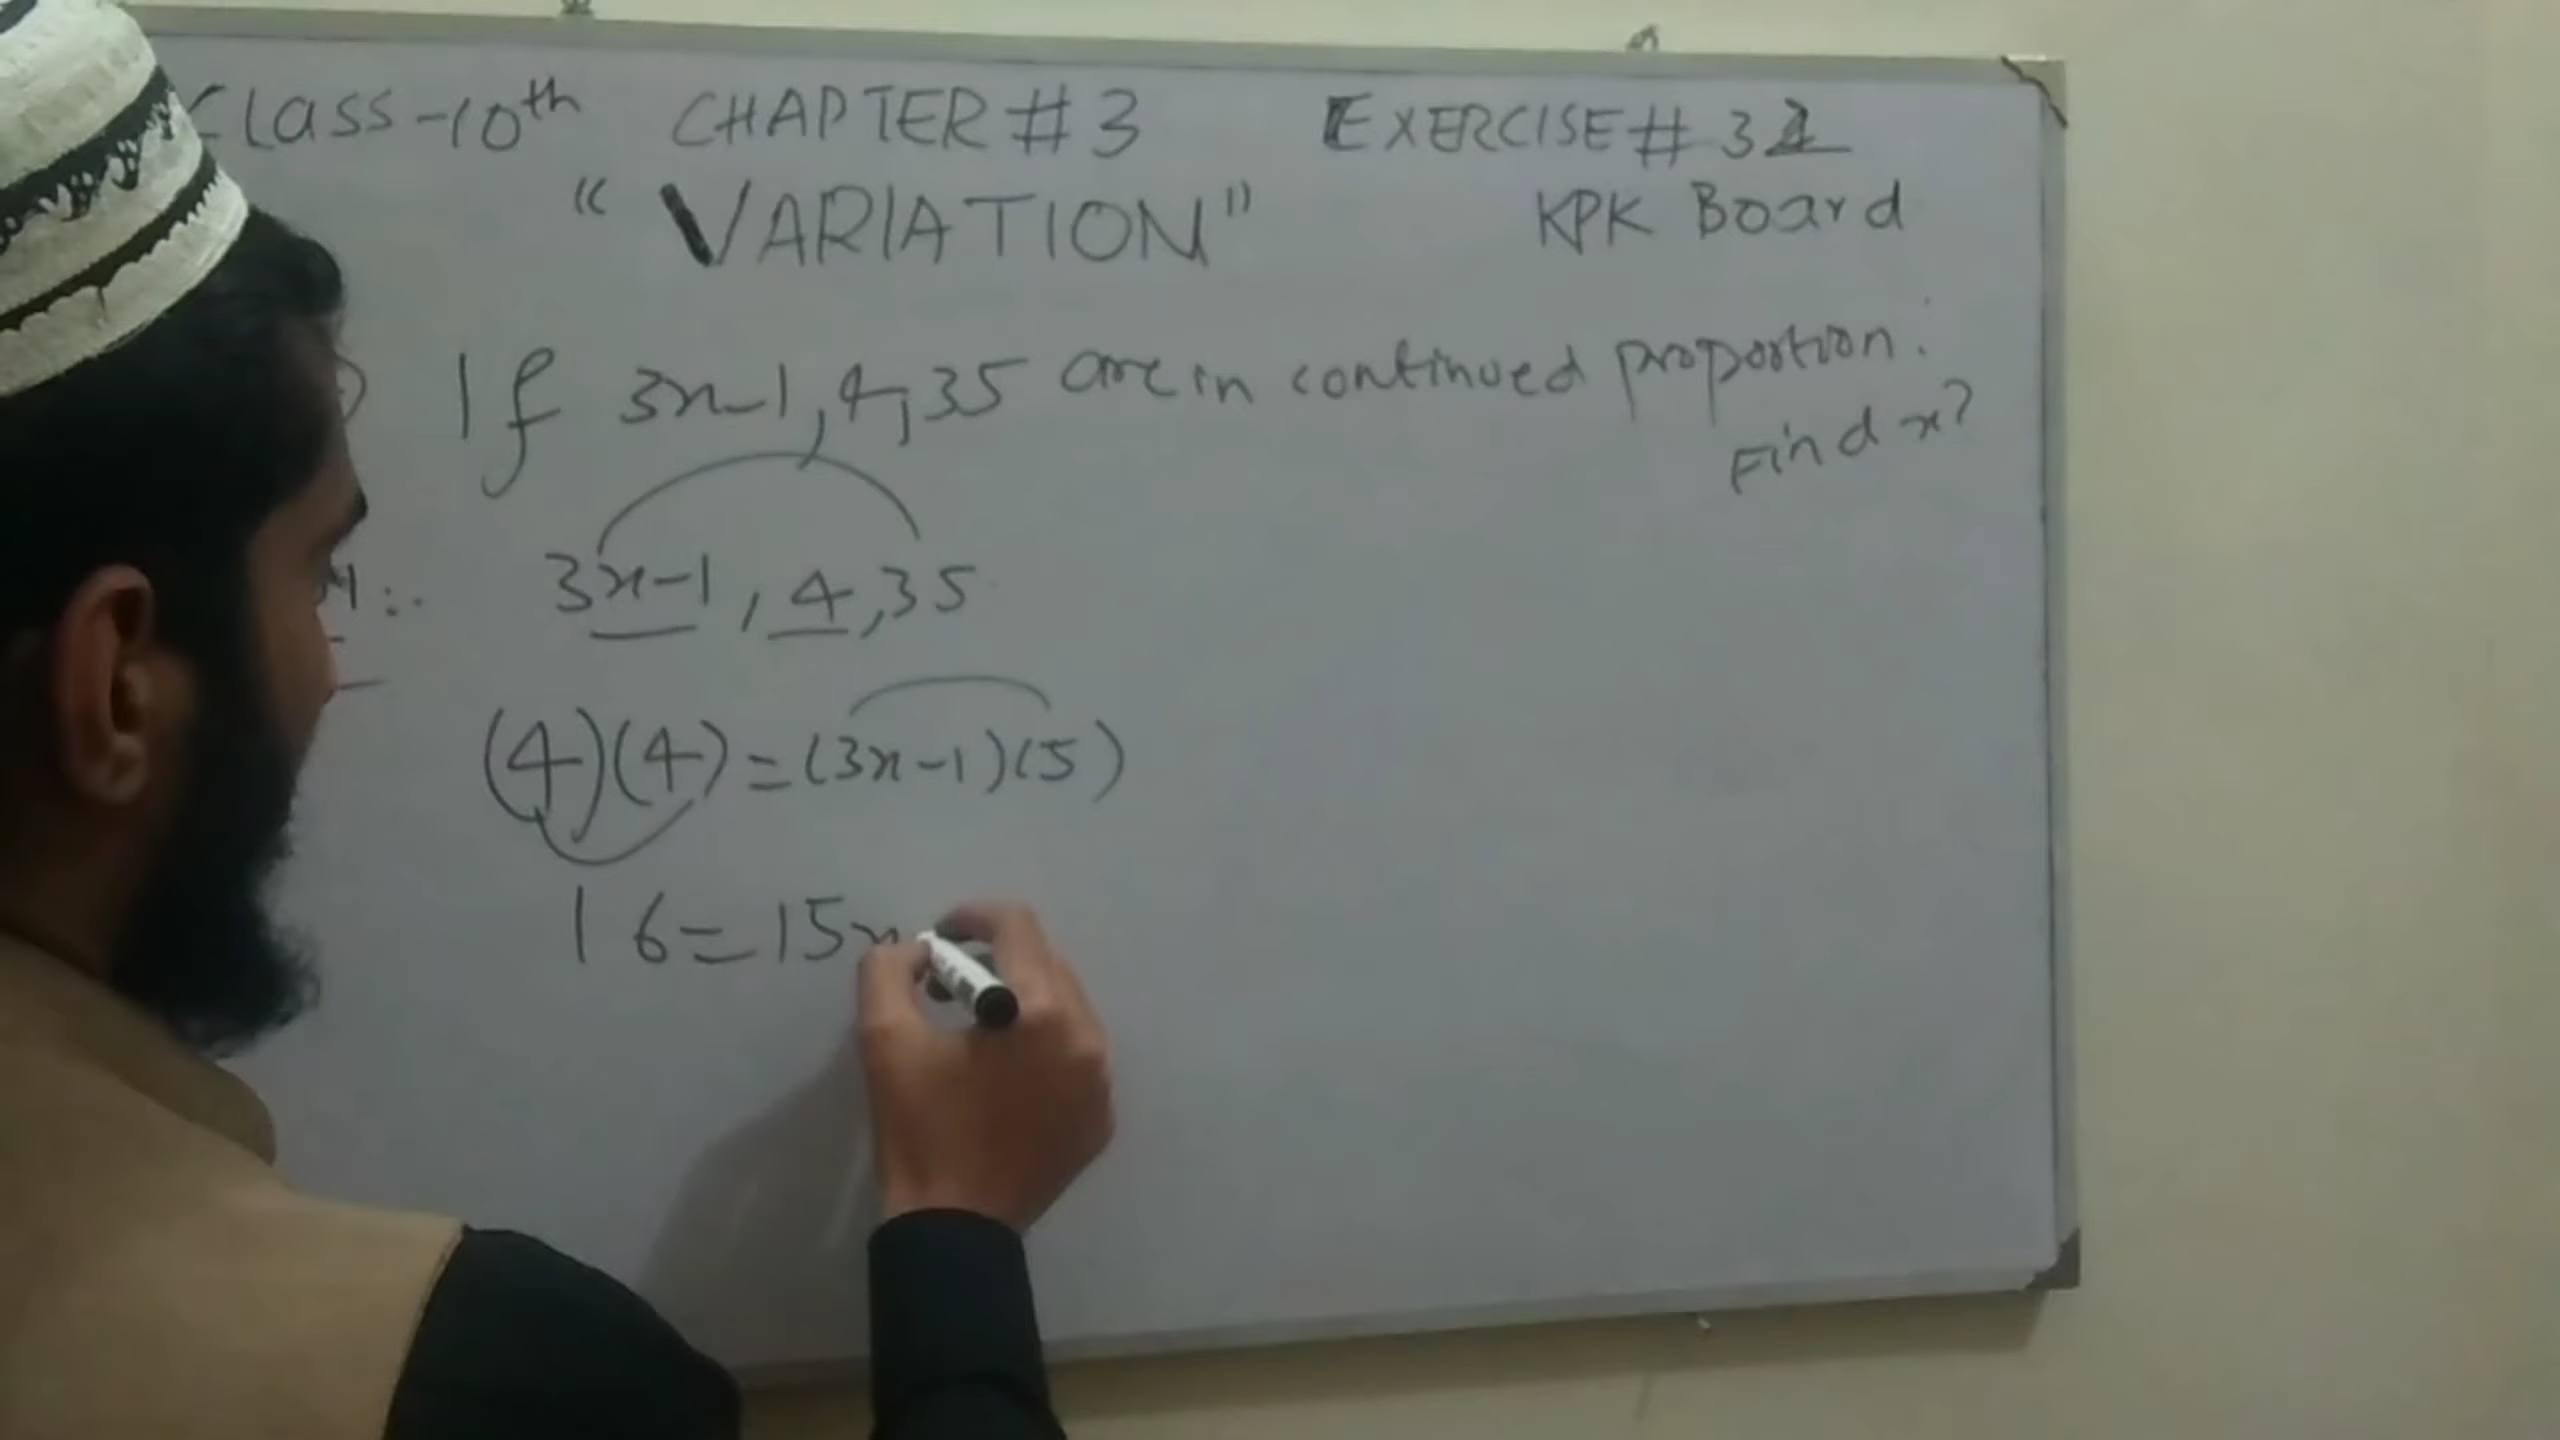 CLASS-10th CHAPTER # 3 EXERCISE # 32
"VARIATION" KPK Board
If 3x-1, 4, 35 are in continued proportion.
Find x?
3x-1, 4, 35
(4)(4) = (3x-1)(5)
16 = 15x